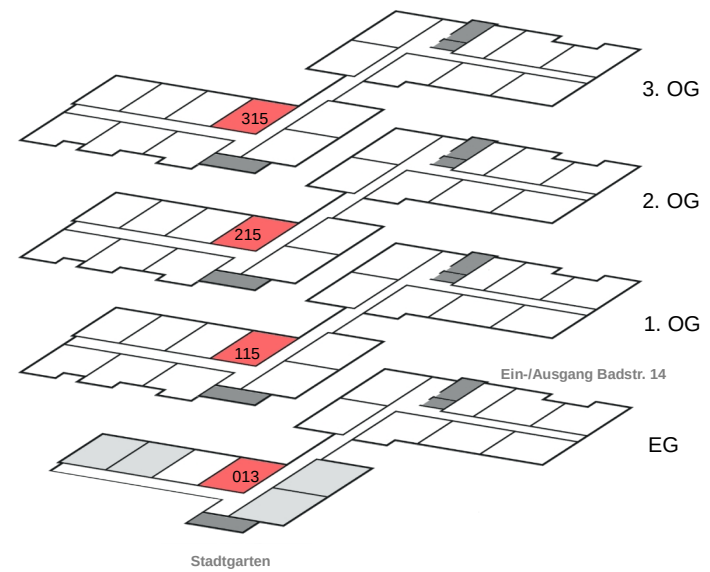 3. OG
315
2. OG
215
1. OG
115
Ein-/Ausgang Badstr. 14
EG
013
Stadtgarten